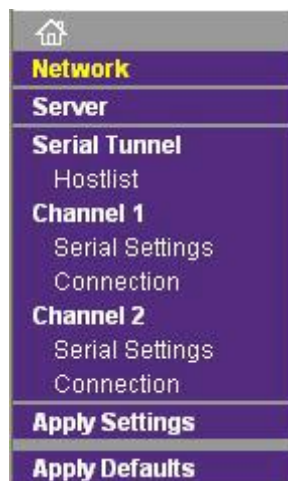 Network
Server
Serial Tunnel
Hostlist
Channel 1
Serial Settings
Connection
Channel 2
Serial Settings
Connection
Apply Settings
Apply Defaults